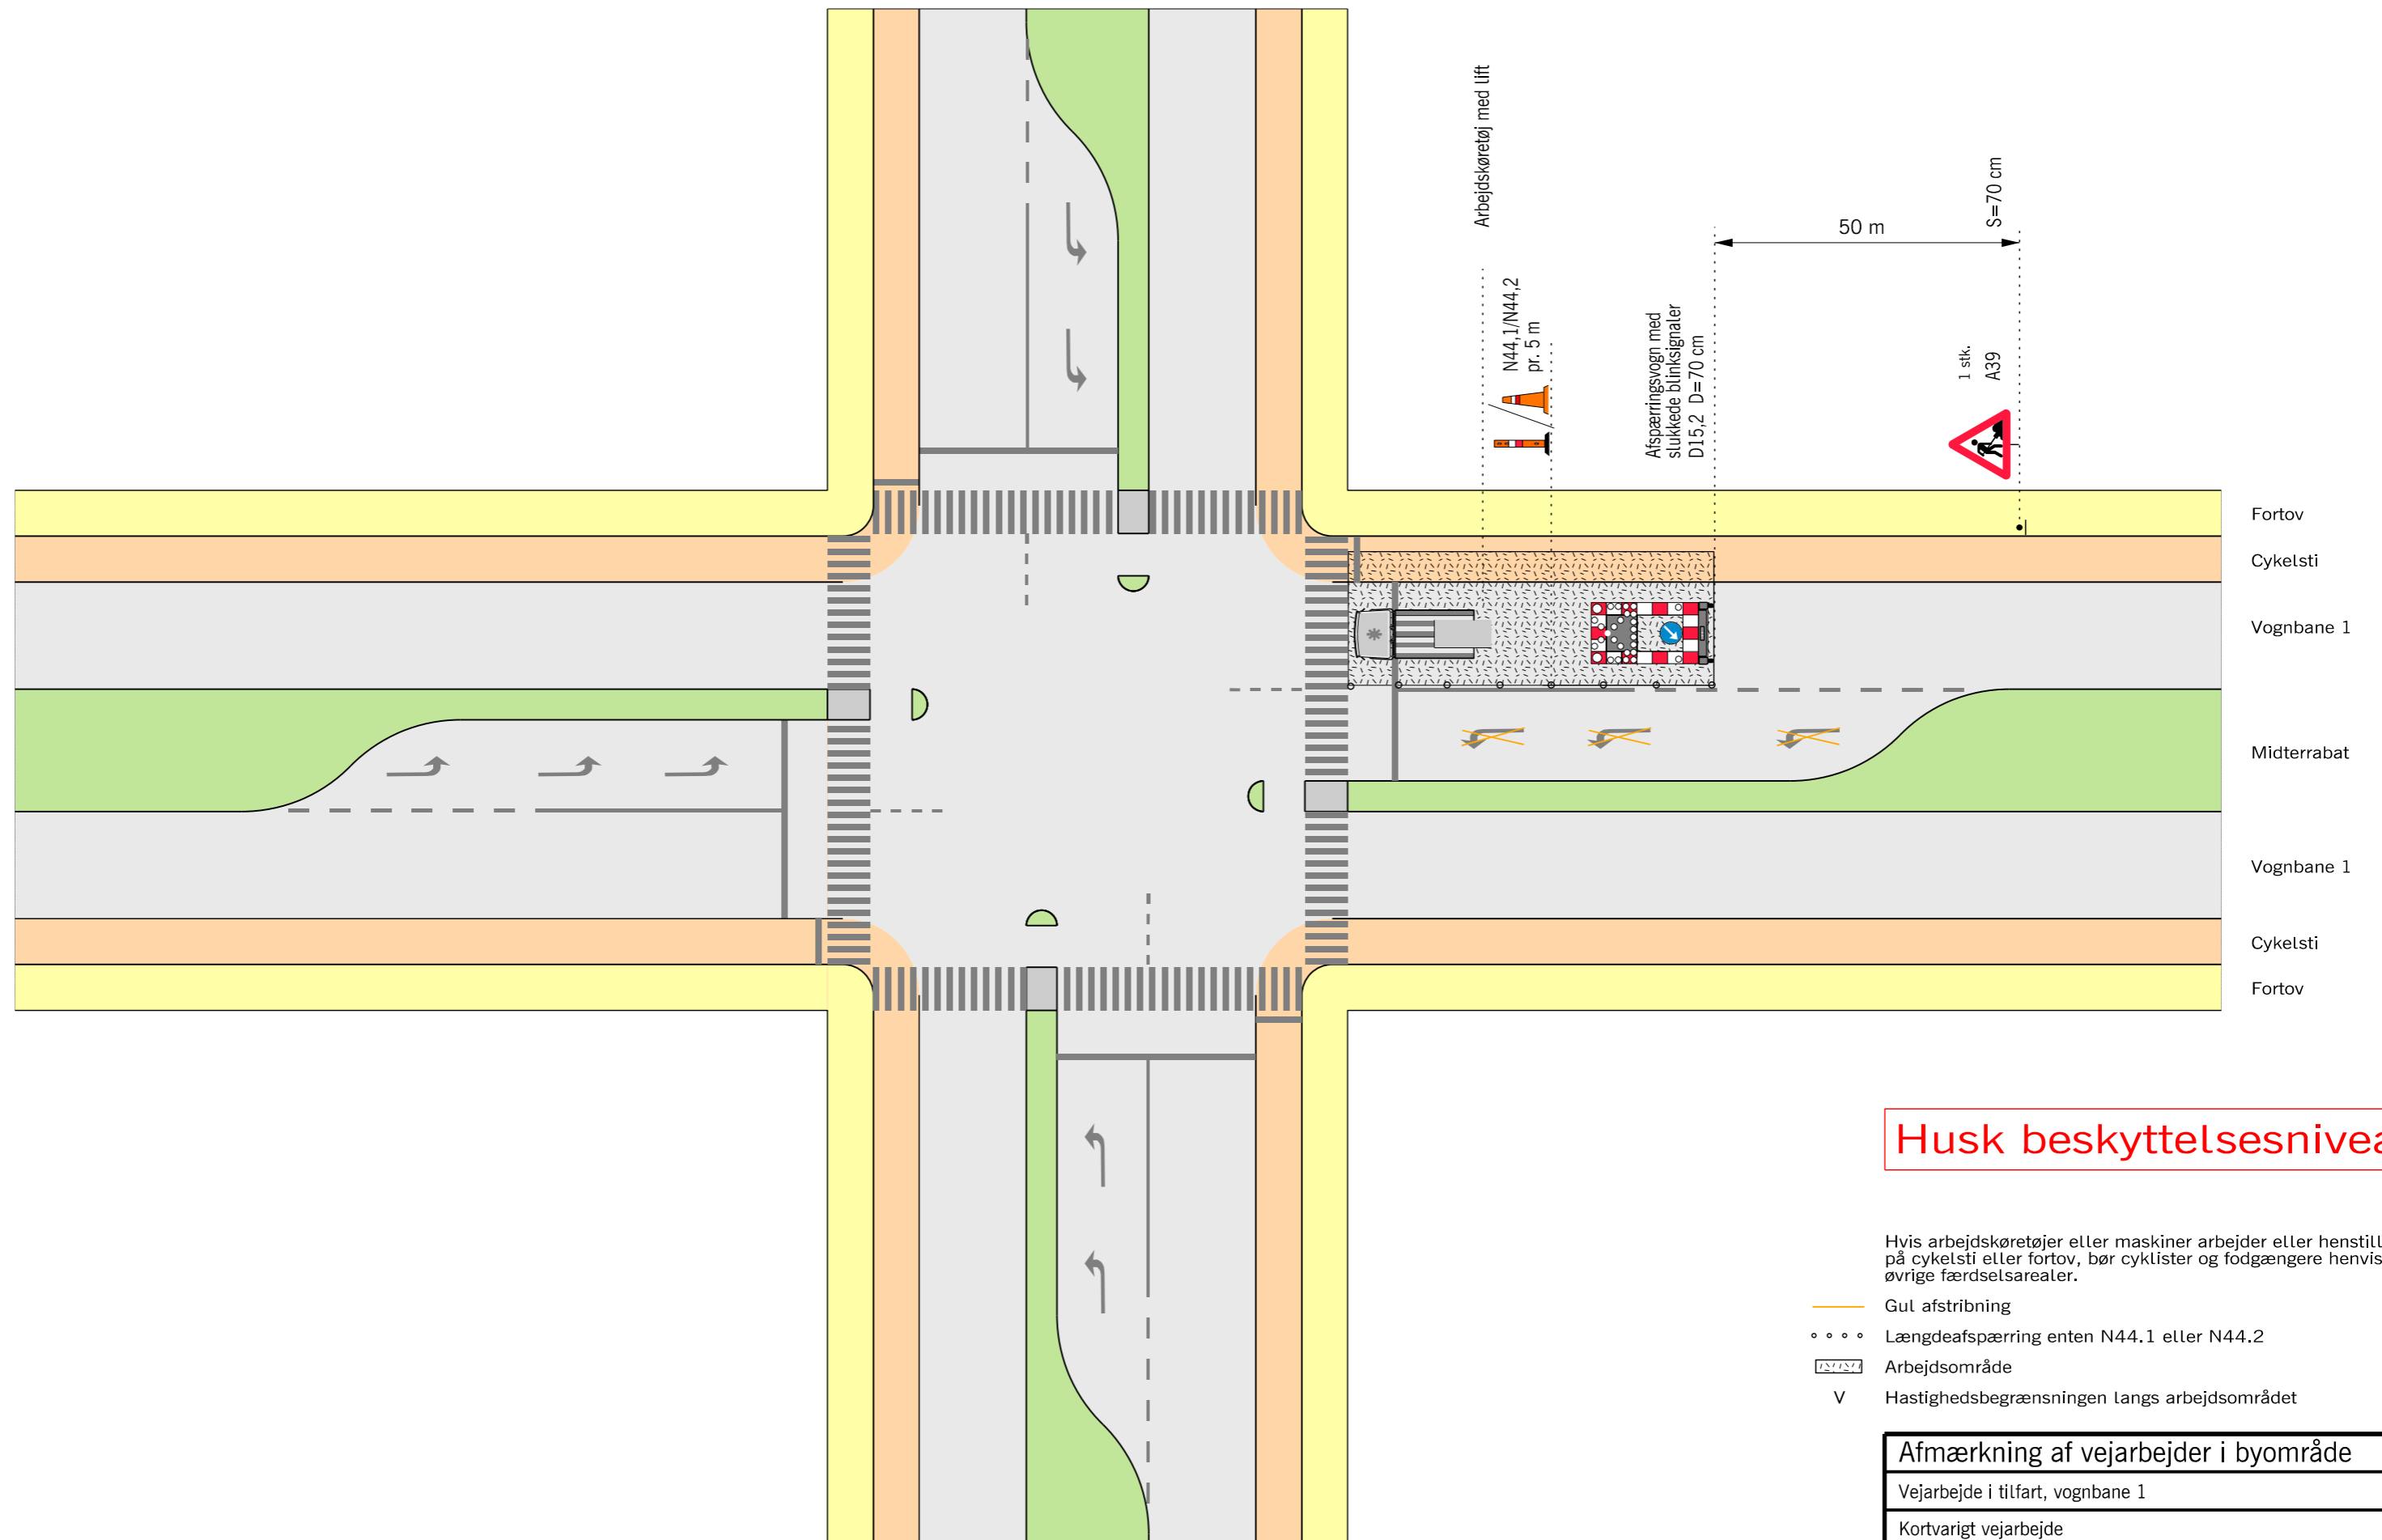 Arbejdskøretøj med lift
N44,1/N44,2
pr. 5 m
Afspærringsvogn med
slukkede blinksignaler
D15,2 D=70 cm
50 m
S=70 cm
1 stk.
A39
Fortov
Cykelsti
Vognbane 1
Midterrabat
Vognbane 1
Cykelsti
Fortov
Husk beskyttelsesnivea
Hvis arbejdskøretøjer eller maskiner arbejder eller henstill
på cykelsti eller fortov, bør cyklister og fodgængere henvis
øvrige færdselsarealer.
Gul afstribning
Længdeafspærring enten N44.1 eller N44.2
Arbejdsområde
V Hastighedsbegrænsningen langs arbejdsområdet
Afmærkning af vejarbejder i byområde
Vejarbejde i tilfart, vognbane 1
Kortvarigt vejarbejde